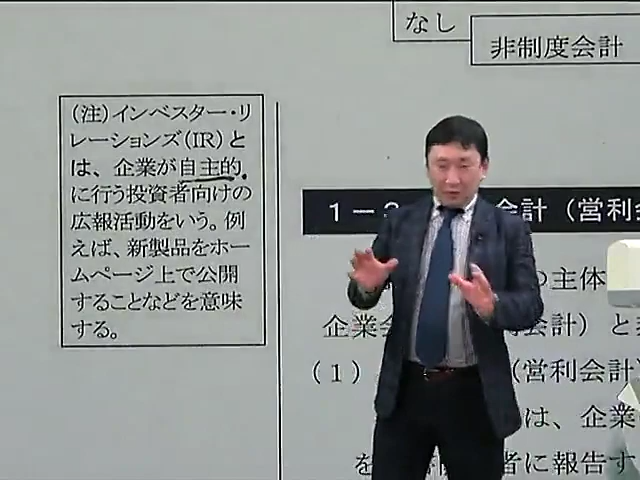 なし
非制度会計
(注)インベスター・リ
レーションズ(IR)と
は、企業が自主的
に行う投資者向けの
広報活動をいう。例
えば、新製品をホー
ムページ上で公開
することなどを意味
する。
1－ 会計(営利
の主体
企業会 会計)と
(1) (営利会計
は、企業
を 者に報告す